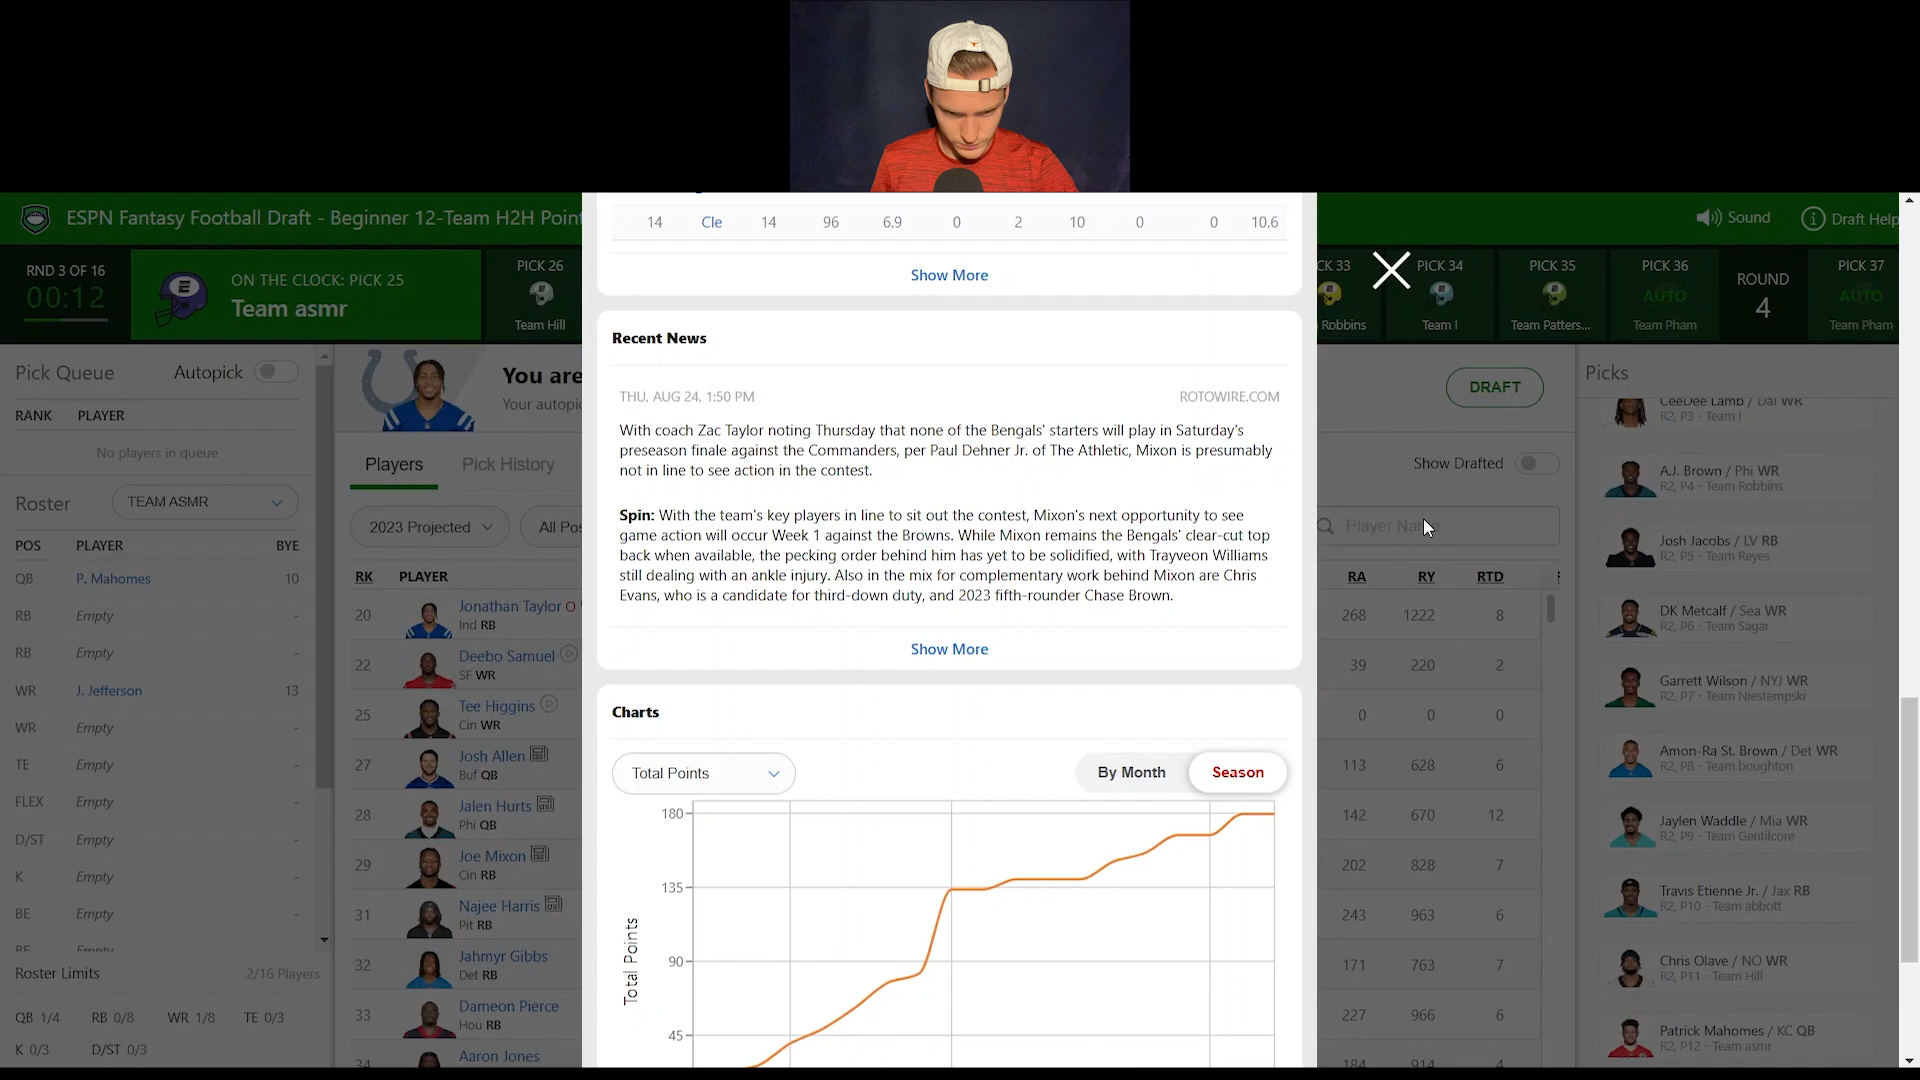 ESPN Fantasy Football Draft - Beginner 12-Team H2H Poin
Sound
Draft Help
RND 3 OF 16
00:12
ON THE CLOCK: PICK 25
Team asmr
PICK 26
Team Hill
CK 33
Robbins
PICK 34
Team I
PICK 35
Team Patters...
PICK 36
AUTO
Team Pham
ROUND
4
PICK 37
AUTO
Team Pham
Pick Queue
Autopick
RANK PLAYER
No players in queue
Roster
TEAM ASMR
POS PLAYER BYE
QB P. Mahomes 10
RB Empty -
RB Empty -
WR J. Jefferson 13
WR Empty -
TE Empty -
FLEX Empty -
D/ST Empty -
K Empty -
BE Empty -
BE Empty
Roster Limits 2/16 Players
QB 1/4 RB 0/8 WR 1/8 TE 0/3
K 0/3 D/ST 0/3
You are
Your autopic
Players
Pick History
2023 Projected
All Pos
RK PLAYER
20 Jonathan Taylor O
Ind RB
22 Deebo Samuel
SF WR
25 Tee Higgins
Cin WR
27 Josh Allen
Buf QB
28 Jalen Hurts
Phi QB
29 Joe Mixon
Cin RB
31 Najee Harris
Pit RB
32 Jahmyr Gibbs
Det RB
33 Dameon Pierce
Hou RB
34 Aaron Jones
14 Cle 14 96 6.9 0 2 10 0 0 10.6
Show More
Recent News
THU, AUG 24, 1:50 PM ROTOWIRE.COM
With coach Zac Taylor noting Thursday that none of the Bengals' starters will play in Saturday's
preseason finale against the Commanders, per Paul Dehner Jr. of The Athletic, Mixon is presumably
not in line to see action in the contest.
Spin: With the team's key players in line to sit out the contest, Mixon's next opportunity to see
game action will occur Week 1 against the Browns. While Mixon remains the Bengals' clear-cut top
back when available, the pecking order behind him has yet to be solidified, with Trayveon Williams
still dealing with an ankle injury. Also in the mix for complementary work behind Mixon are Chris
Evans, who is a candidate for third-down duty, and 2023 fifth-rounder Chase Brown.
Show More
Charts
Total Points
By Month
Season
180
135
90
45
Total Points
DRAFT
Show Drafted
Player Name
RA RY RTD
268 1222 8
39 220 2
0 0 0
113 628 6
142 670 12
202 828 7
243 963 6
171 763 7
227 966 6
184 914 4
Picks
CeeDee Lamb / Dal WR
R2, P3 - Team I
A.J. Brown / Phi WR
R2, P4 - Team Robbins
Josh Jacobs / LV RB
R2, P5 - Team Reyes
DK Metcalf / Sea WR
R2, P6 - Team Sagar
Garrett Wilson / NYJ WR
R2, P7 - Team Niestempski
Amon-Ra St. Brown / Det WR
R2, P8 - Team boughton
Jaylen Waddle / Mia WR
R2, P9 - Team Gentilcore
Travis Etienne Jr. / Jax RB
R2, P10 - Team abbott
Chris Olave / NO WR
R2, P11 - Team Hill
Patrick Mahomes / KC QB
R2, P12 - Team asmr